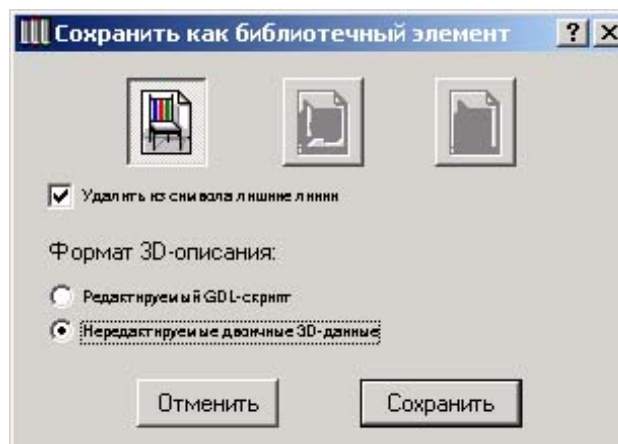 Сохранить как библиотечный элемент
Удалить из символа лишние линии
Формат 3D-описания:
Редактируемый GDL-скрипт
Нередактируемые двоичные 3D-данные
Отменить
Сохранить